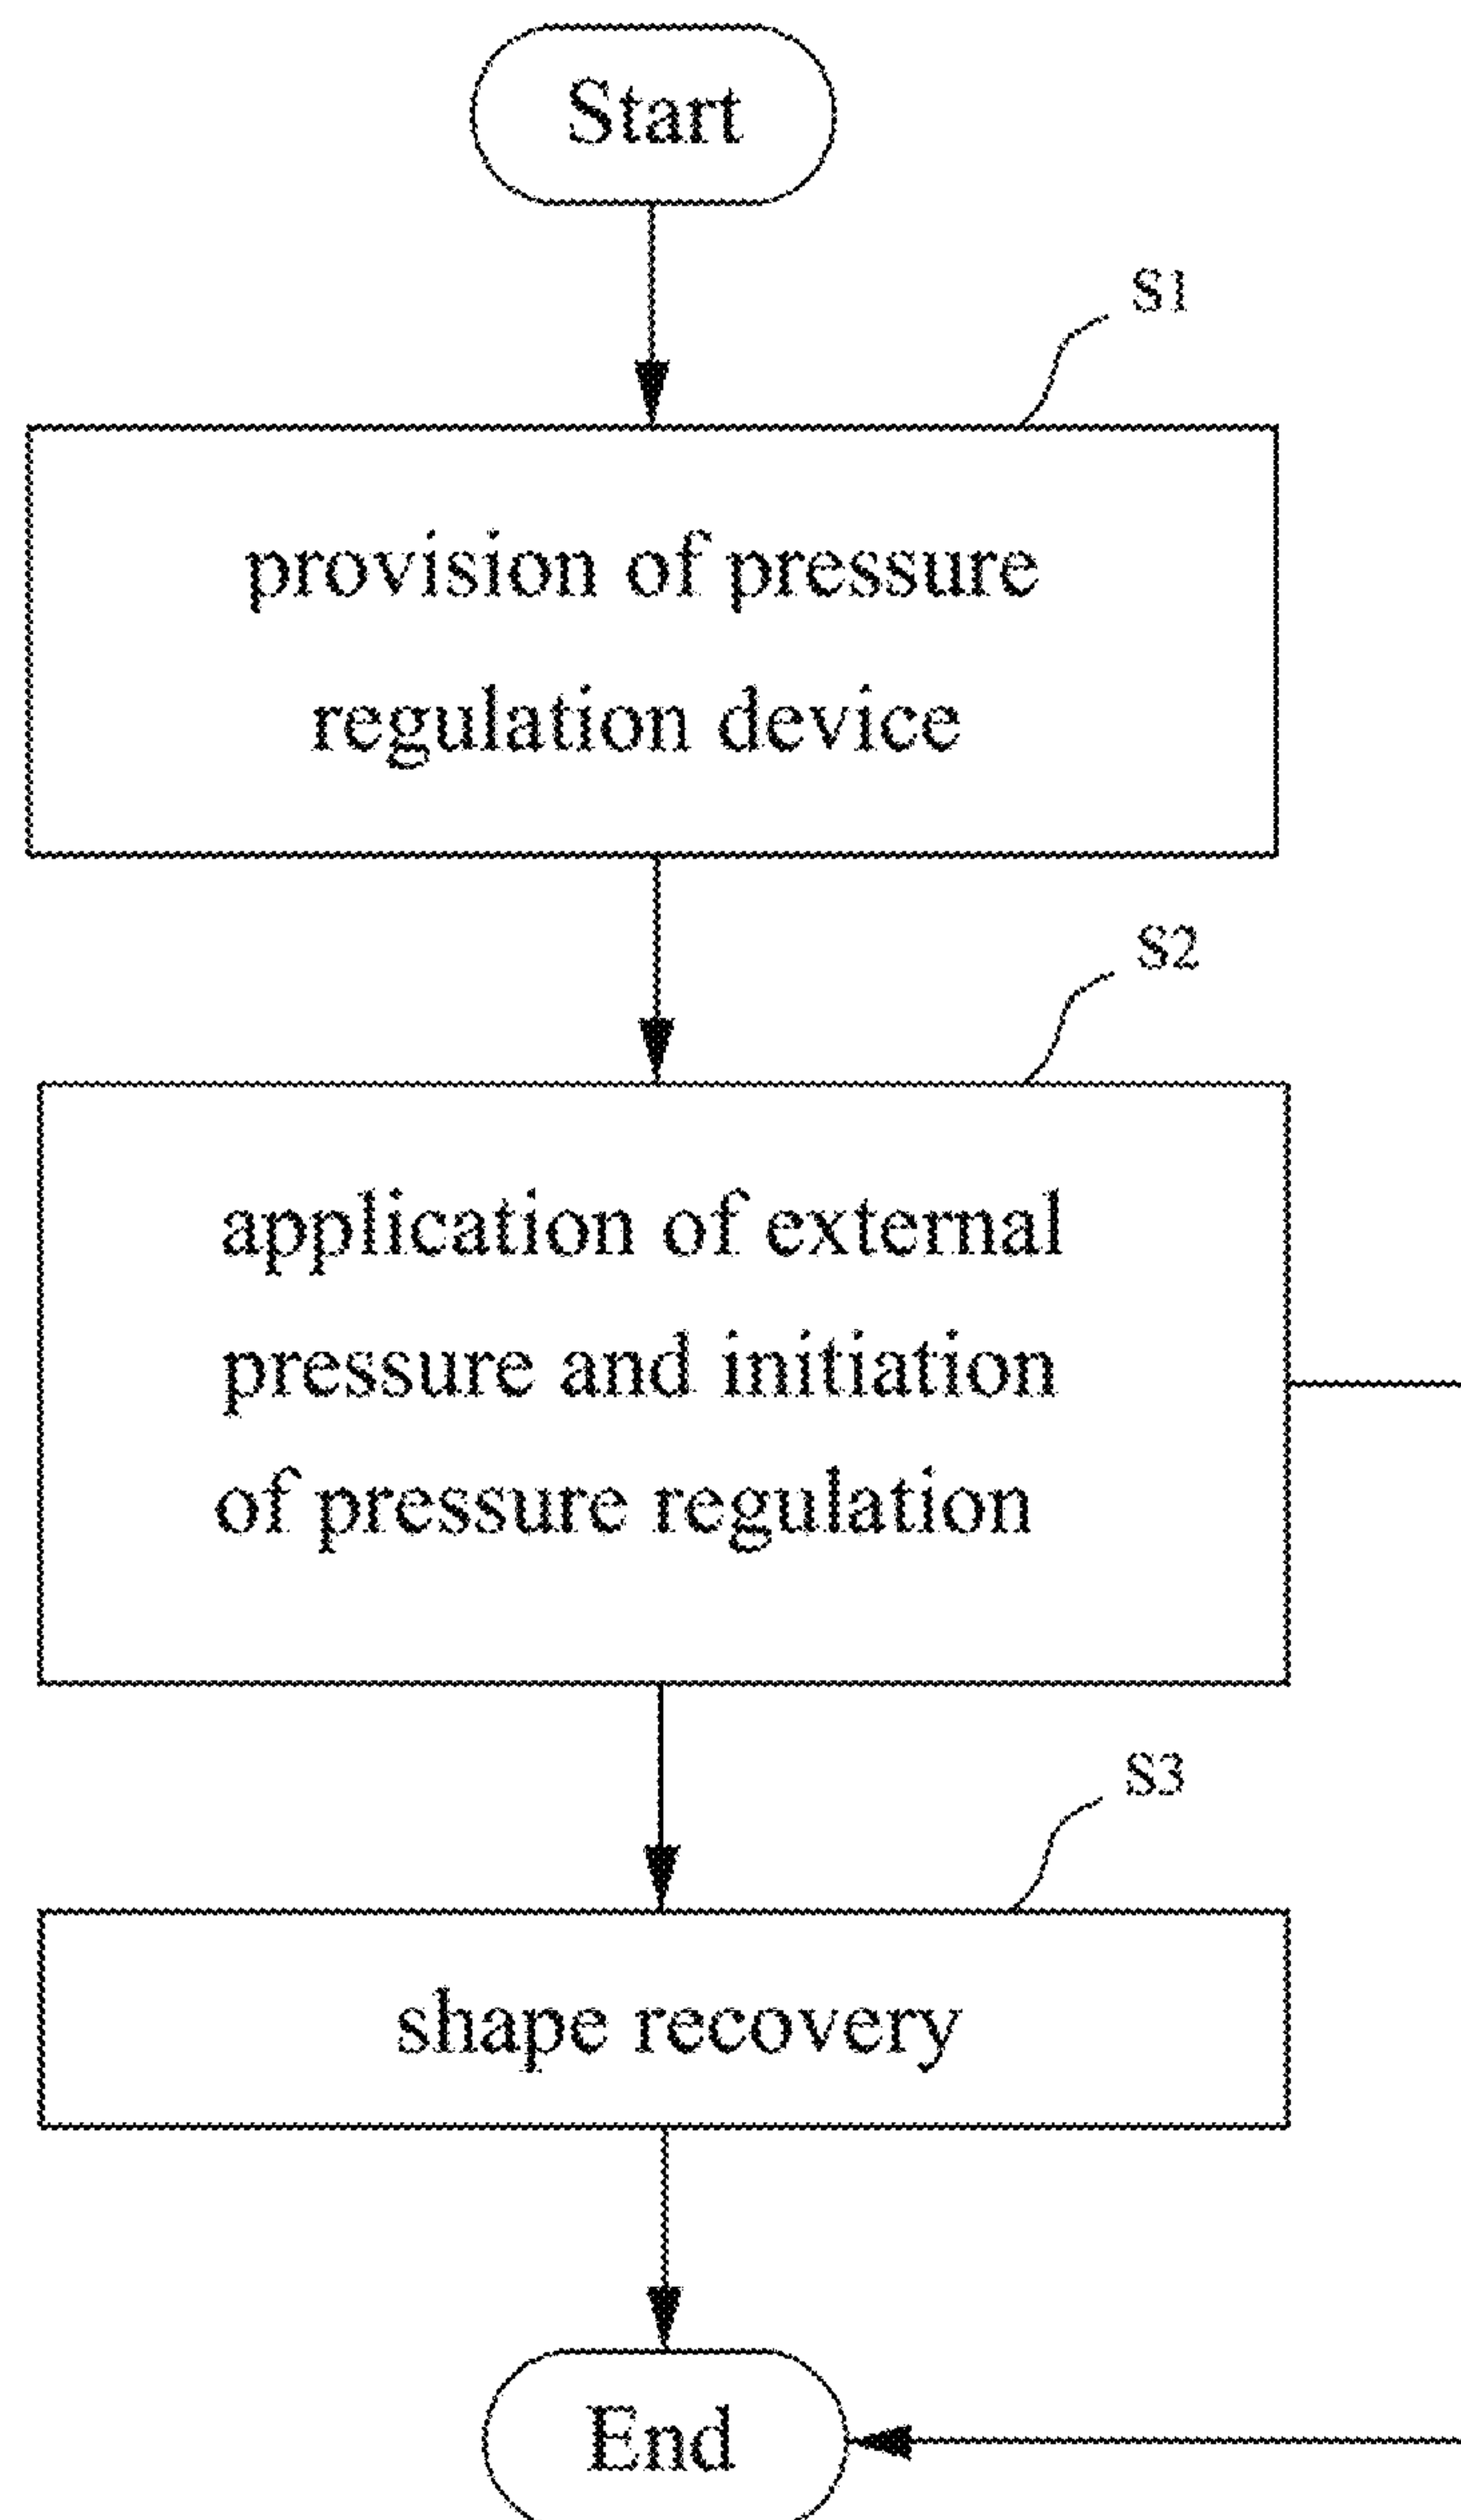 Start
S1
provision of pressure
regulation device
S2
application of external
pressure and initiation
of pressure regulation
S3
shape recovery
End